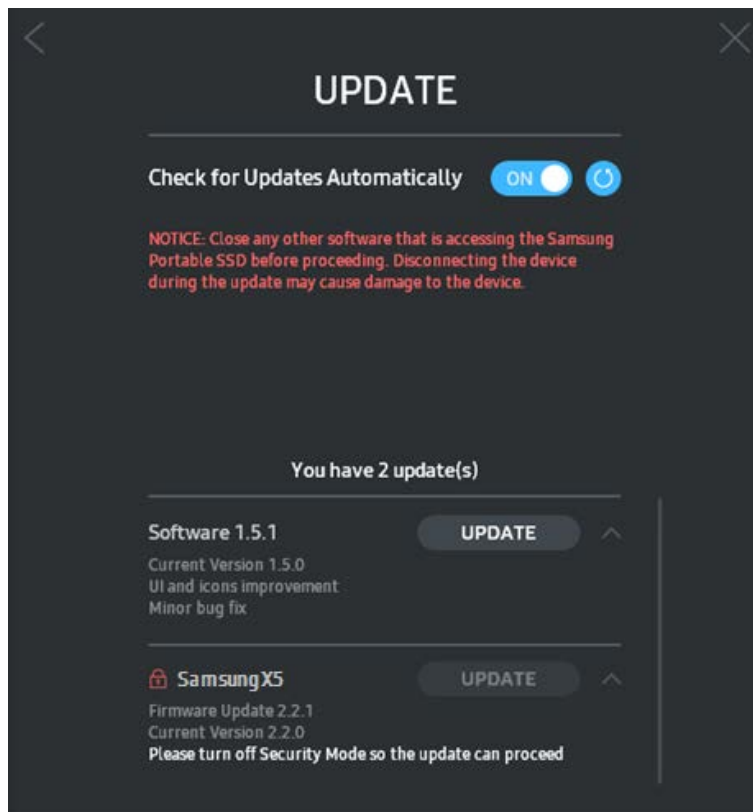 UPDATE
Check for Updates Automatically ON
NOTICE: Close any other software that is accessing the Samsung
Portable SSD before proceeding. Disconnecting the device
during the update may cause damage to the device.
You have 2 update(s)
Software 1.5.1 UPDATE
Current Version 1.5.0
UI and icons improvement
Minor bug fix
Samsung X5 UPDATE
Firmware Update 2.2.1
Current Version 2.2.0
Please turn off Security Mode so the update can proceed